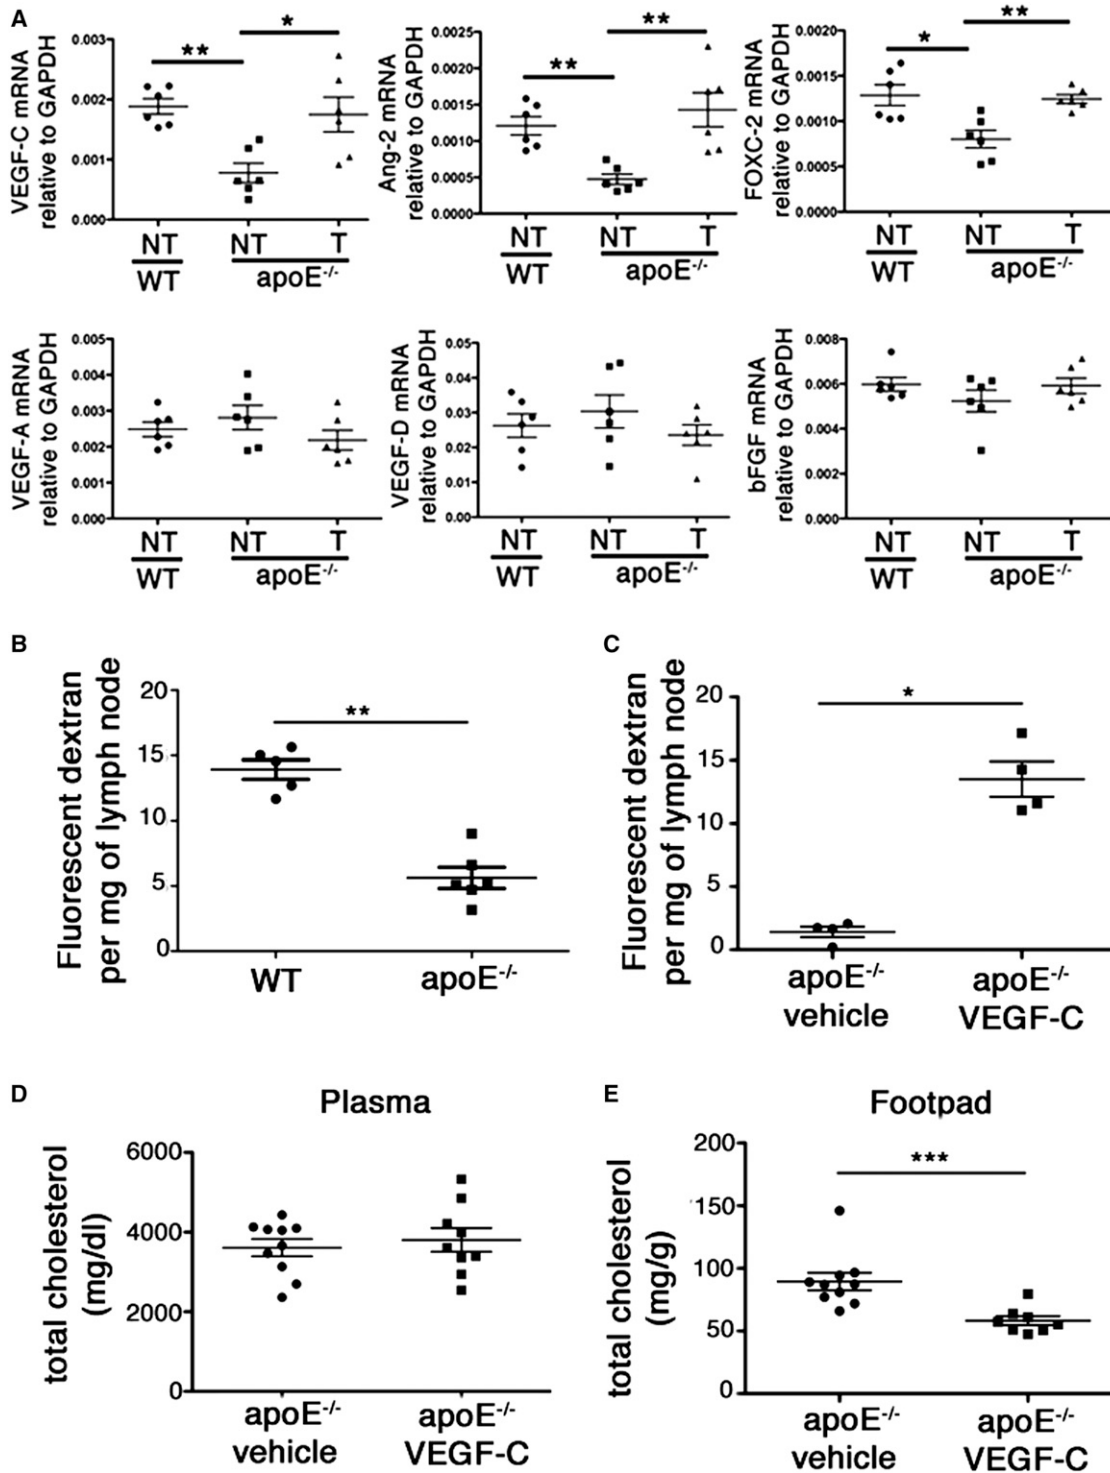 A
VEGF-C mRNA
relative to GAPDH
0.003
0.002
0.001
0.000
**
*
NT
NT
T
WT
apoE-/-
Ang-2 mRNA
relative to GAPDH
0.0025
0.0020
0.0015
0.0010
0.0005
0.0000
**
**
NT
NT
T
WT
apoE-/-
FOXC-2 mRNA
relative to GAPDH
0.0020
0.0015
0.0010
0.0005
0.0000
*
**
NT
NT
T
WT
apoE-/-
VEGF-A mRNA
relative to GAPDH
0.005
0.004
0.003
0.002
0.001
0.000
NT
NT
T
WT
apoE-/-
VEGF-D mRNA
relative to GAPDH
0.05
0.04
0.03
0.02
0.01
0.00
NT
NT
T
WT
apoE-/-
bFGF mRNA
relative to GAPDH
0.008
0.006
0.004
0.002
0.000
NT
NT
T
WT
apoE-/-
B
Fluorescent dextran
per mg of lymph node
20
15
10
5
0
**
WT
apoE-/-
C
Fluorescent dextran
per mg of lymph node
20
15
10
5
0
*
apoE-/-
vehicle
apoE-/-
VEGF-C
D
Plasma
total cholesterol
(mg/dl)
6000
4000
2000
0
apoE-/-
vehicle
apoE-/-
VEGF-C
E
Footpad
total cholesterol
(mg/g)
200
150
100
50
0
***
apoE-/-
vehicle
apoE-/-
VEGF-C